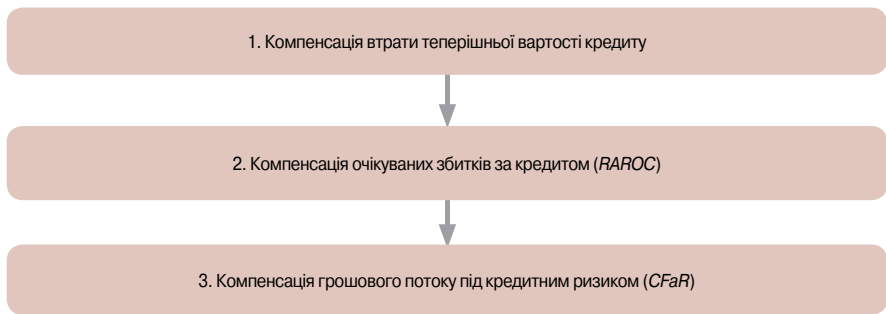 1. Компенсація втрати теперішньої вартості кредиту
2. Компенсація очікуваних збитків за кредитом (RAROC)
3. Компенсація грошового потоку під кредитним ризиком (CFaR)